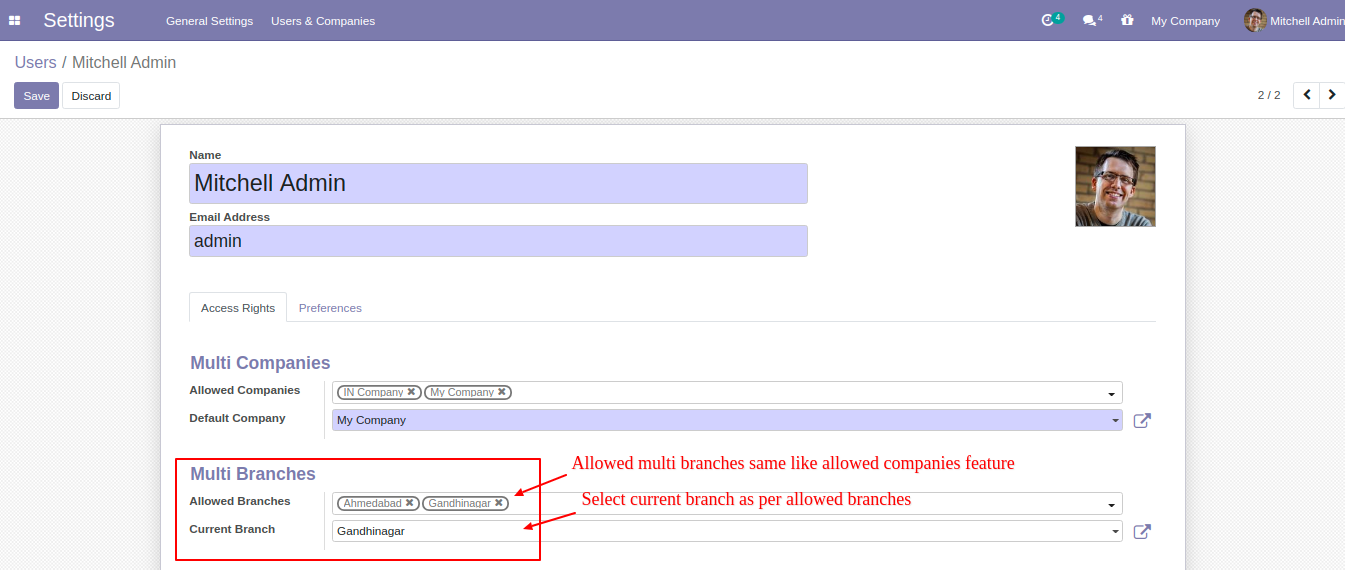 Settings General Settings Users & Companies 4 4 My Company Mitchell Admin
Users / Mitchell Admin
Save Discard 2 / 2
Name
Mitchell Admin
Email Address
admin
Access Rights Preferences
Multi Companies
Allowed Companies IN Company ✖ My Company ✖
Default Company My Company
Multi Branches
Allowed multi branches same like allowed companies feature
Allowed Branches Ahmedabad ✖ Gandhinagar ✖
Select current branch as per allowed branches
Current Branch Gandhinagar